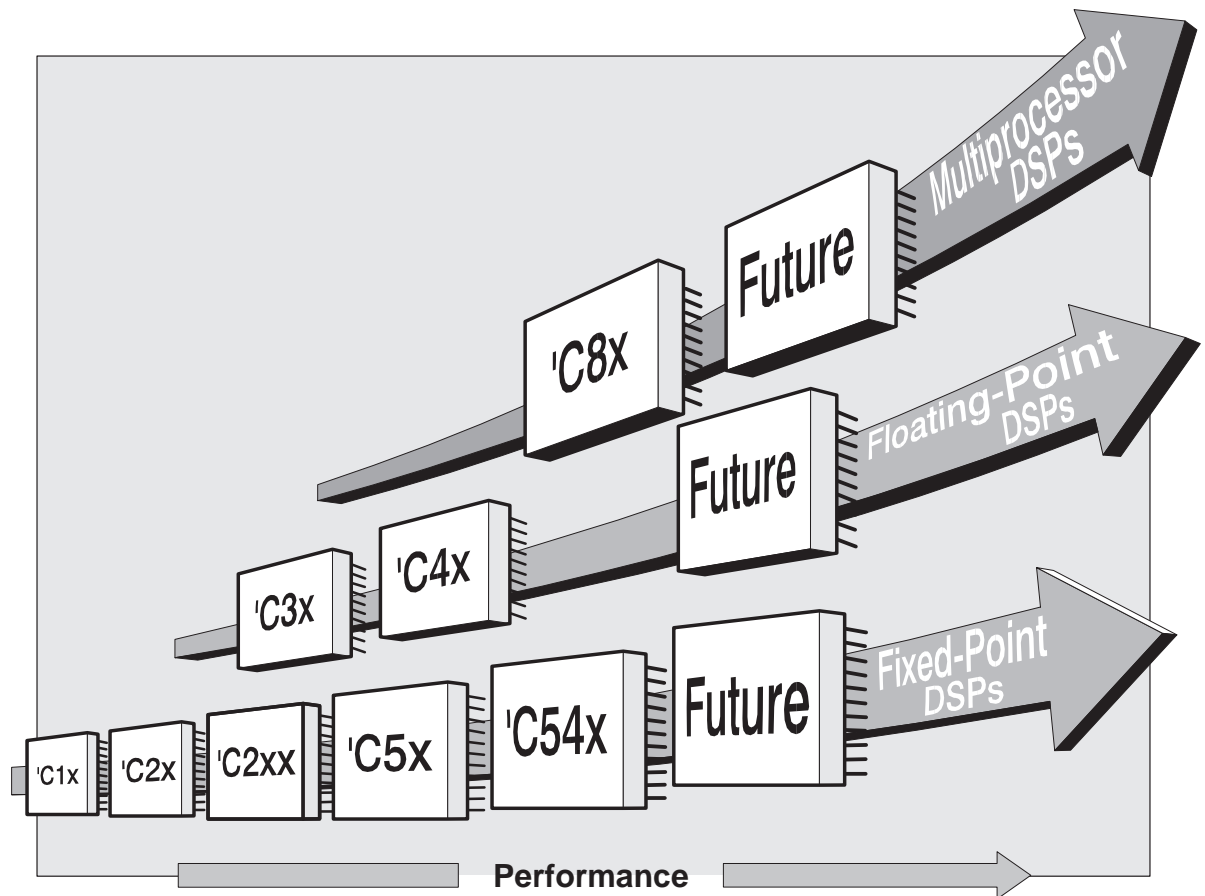 Multiprocessor
DSPs
Future
'C8x
Floating-Point
DSPs
Future
'C4x
'C3x
Fixed-Point
DSPs
Future
'C54x
'C5x
'C2xx
'C2x
'C1x
Performance